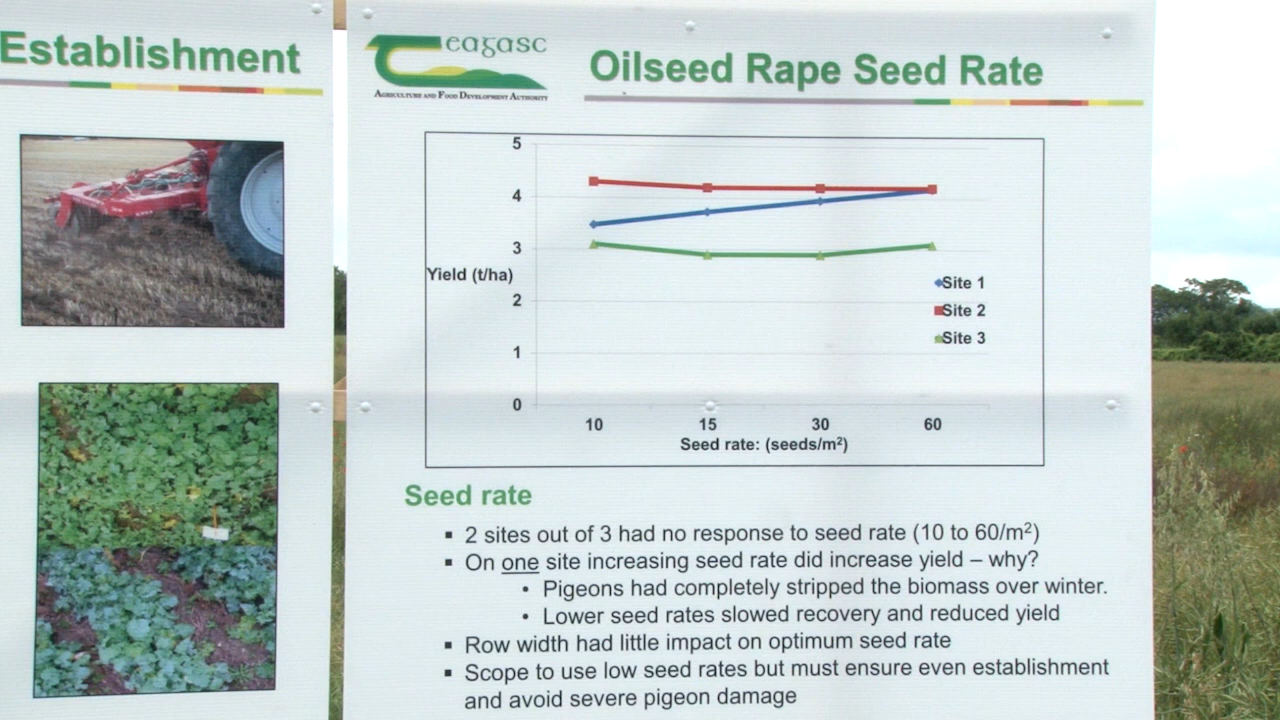 Establishment
eagasc
AGRICULTURE AND FOOD DEVELOPMENT AUTHORITY
Oilseed Rape Seed Rate
5
4
3
Yield (t/ha)
2
1
0
Site 1
Site 2
Site 3
10 15 30 60
Seed rate: (seeds/m²)
Seed rate
▪ 2 sites out of 3 had no response to seed rate (10 to 60/m²)
▪ On one site increasing seed rate did increase yield – why?
• Pigeons had completely stripped the biomass over winter.
• Lower seed rates slowed recovery and reduced yield
▪ Row width had little impact on optimum seed rate
▪ Scope to use low seed rates but must ensure even establishment
and avoid severe pigeon damage